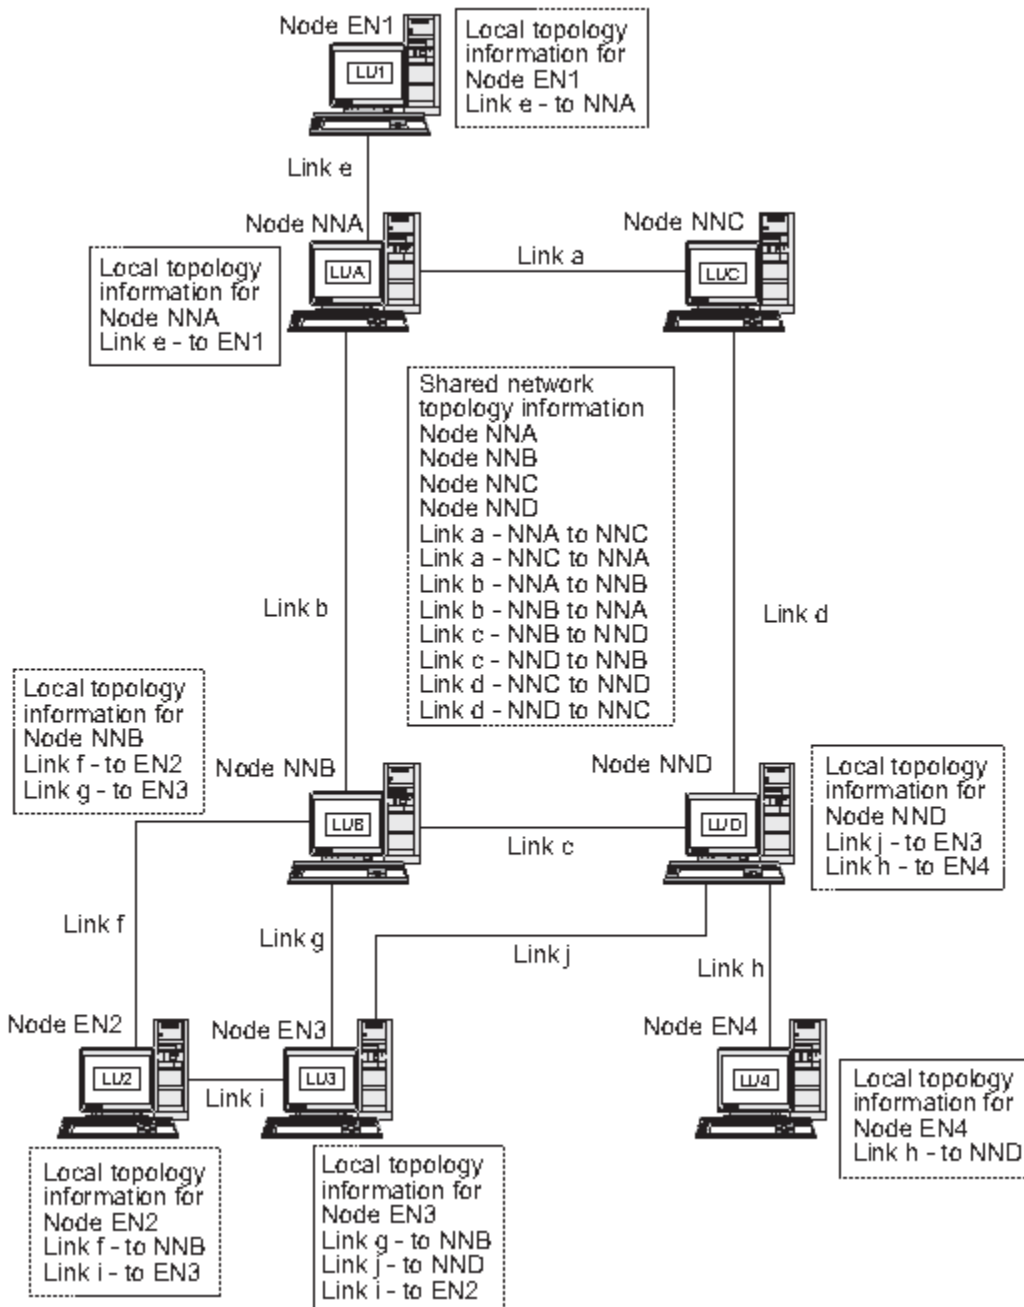 Node EN1
LU1
Local topology
information for
Node EN1
Link e - to NNA
Link e
Node NNA
LUA
Link a
Node NNC
LUC
Local topology
information for
Node NNA
Link e - to EN1
Shared network
topology information
Node NNA
Node NNB
Node NNC
Node NND
Link a - NNA to NNC
Link a - NNC to NNA
Link b - NNA to NNB
Link b - NNB to NNA
Link c - NNB to NND
Link c - NND to NNB
Link d - NNC to NND
Link d - NND to NNC
Link b
Link d
Local topology
information for
Node NNB
Link f - to EN2
Link g - to EN3
Node NNB
LUB
Link c
Node NND
LUD
Local topology
information for
Node NND
Link j - to EN3
Link h - to EN4
Link f
Link g
Link j
Link h
Node EN2
LU2
Link i
Node EN3
LU3
Node EN4
LU4
Local topology
information for
Node EN4
Link h - to NND
Local topology
information for
Node EN2
Link f - to NNB
Link i - to EN3
Local topology
information for
Node EN3
Link g - to NNB
Link j - to NND
Link i - to EN2